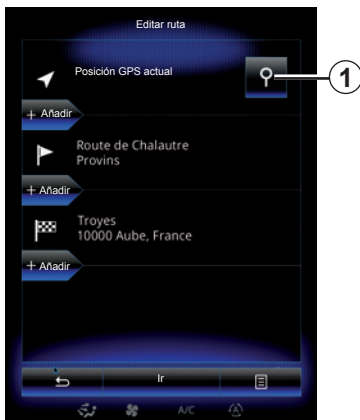 Editar ruta
Posición GPS actual
1
+ Añadir
Route de Chalautre
Provins
+ Añadir
Troyes
10000 Aube, France
+ Añadir
Ir
A/C
A